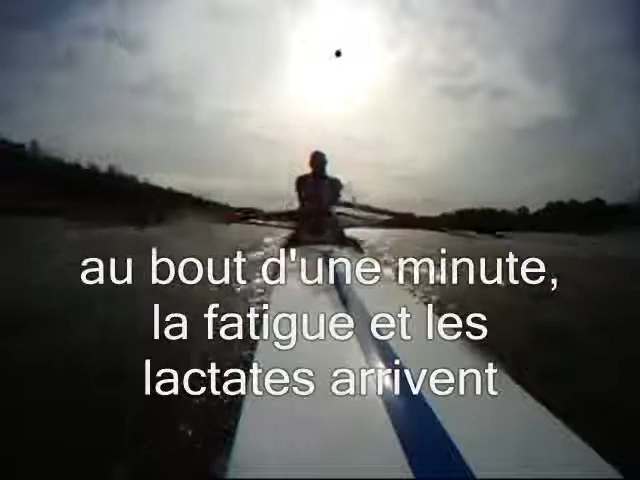 au bout d'une minute,
la fatigue et les
lactates arrivent